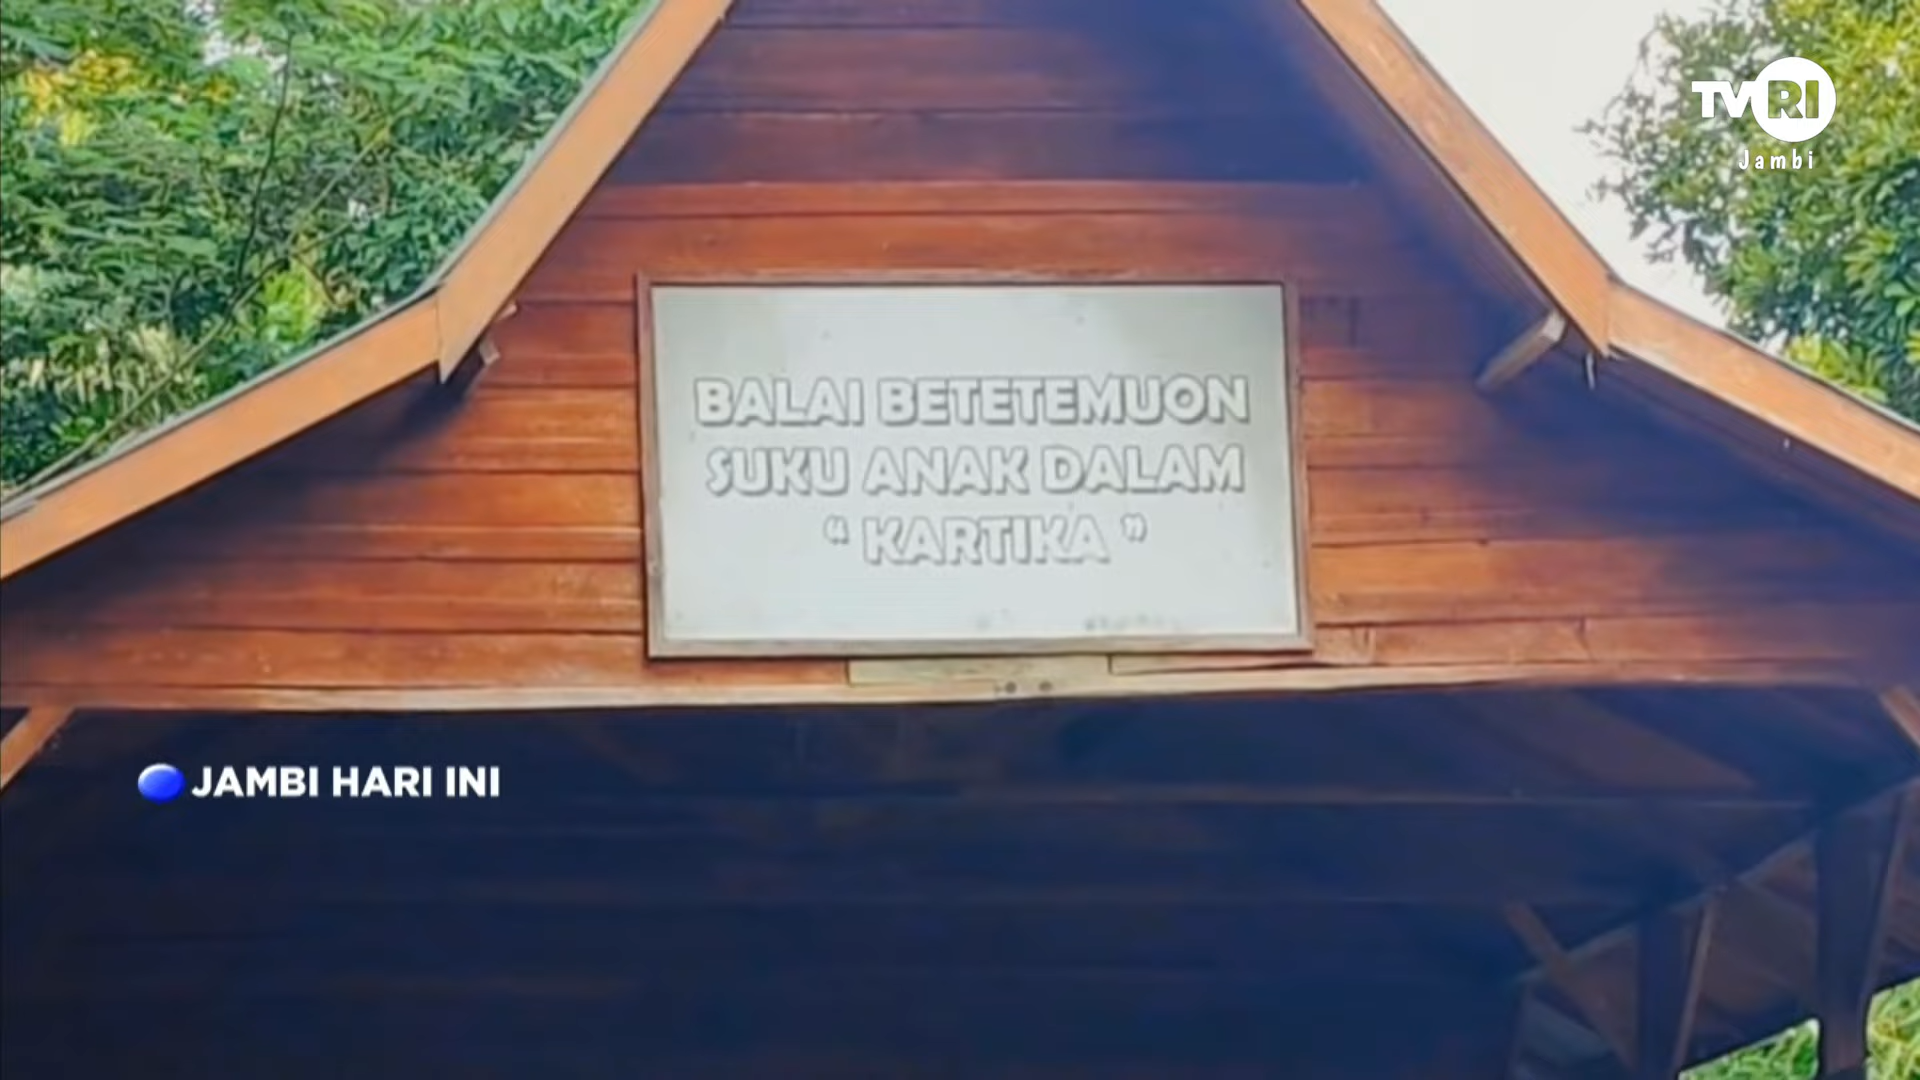 TVRI
Jambi
BALAI BETETEMUON
SUKU ANAK DALAM
“ KARTIKA ”
JAMBI HARI INI